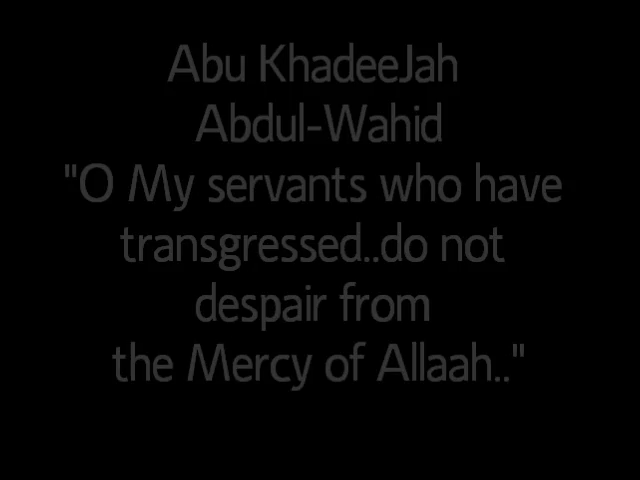 Abu KhadeeJah
Abdul-Wahid
"O My servants who have
transgressed..do not
despair from
the Mercy of Allaah.."